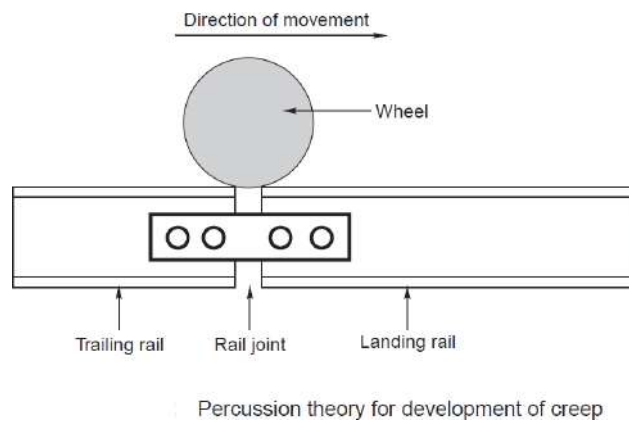 Direction of movement
Wheel
Trailing rail
Rail joint
Landing rail
Percussion theory for development of creep